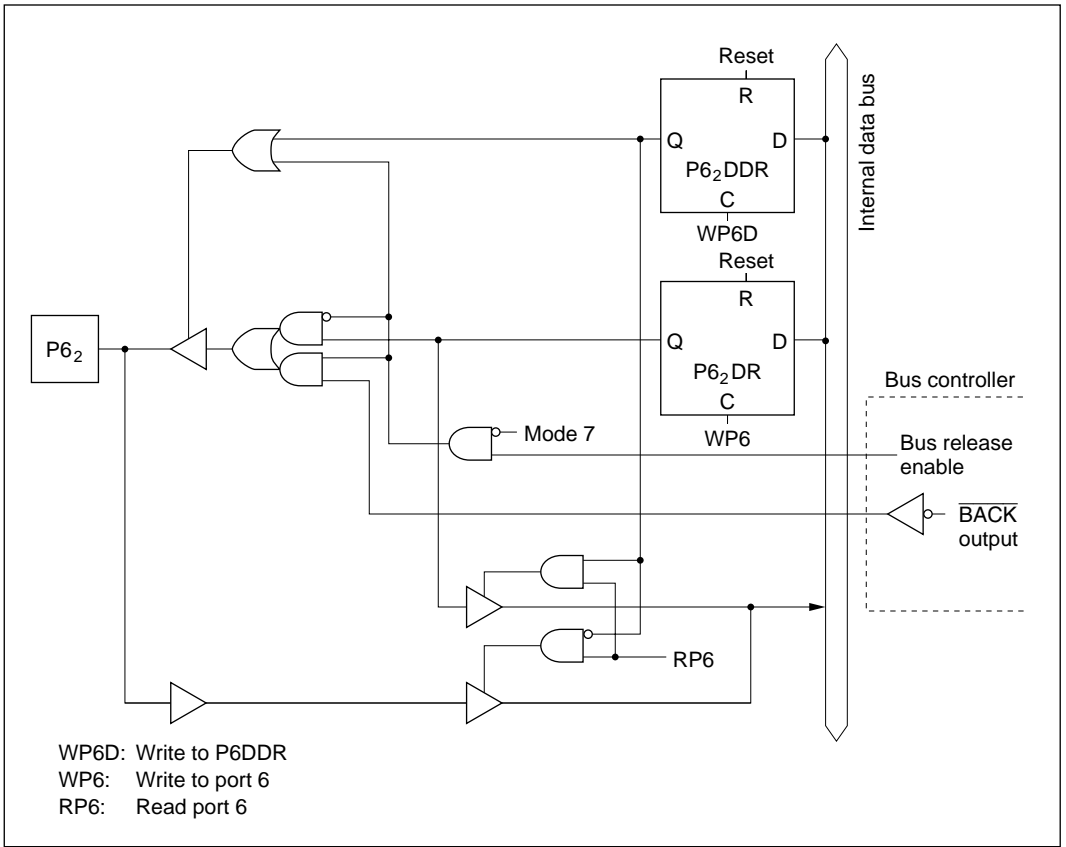 Reset
R
Q D
P6₂DDR
C
WP6D
Internal data bus
Reset
R
Q D
P6₂DR
C
WP6
P6₂
Bus controller
Mode 7
Bus release
enable
B̅A̅C̅K̅
output
RP6
WP6D: Write to P6DDR
WP6: Write to port 6
RP6: Read port 6